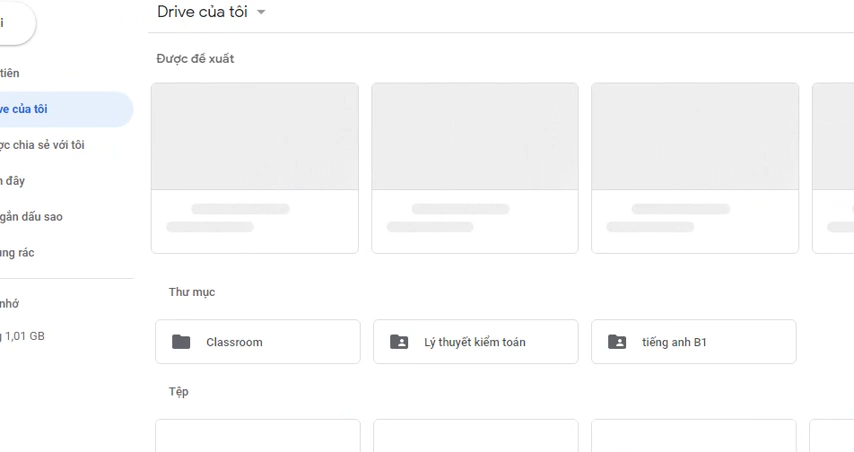 Drive của tôi
Được đề xuất
i
tiên
ve của tôi
ợc chia sẻ với tôi
n đây
gắn dấu sao
ùng rác
nhớ
g 1,01 GB
Thư mục
Classroom
Lý thuyết kiểm toán
tiếng anh B1
Tệp